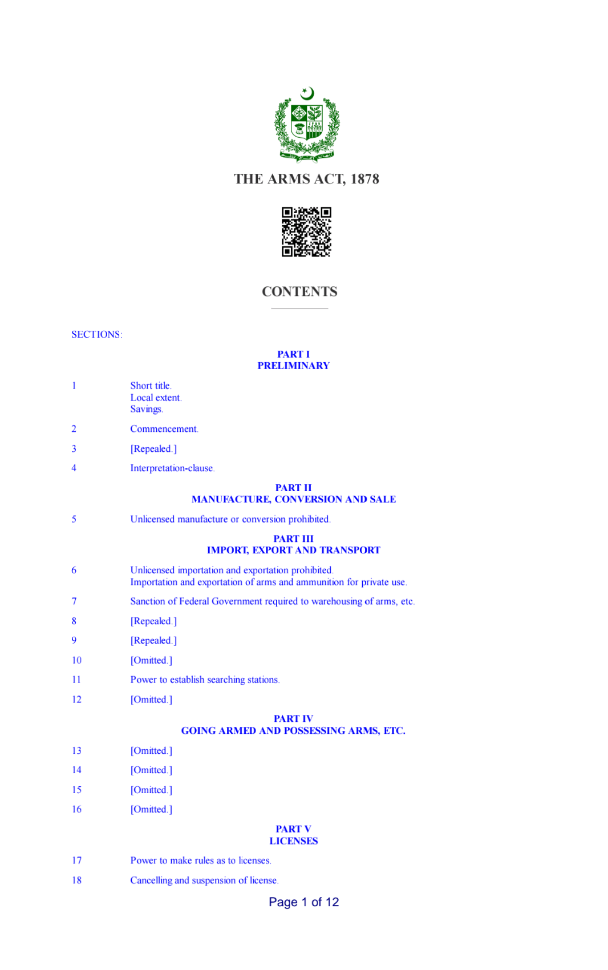 THE ARMS ACT, 1878
CONTENTS
SECTIONS:
PART I
PRELIMINARY
1 Short title.
Local extent.
Savings.
2 Commencement.
3 [Repealed.]
4 Interpretation-clause.
PART II
MANUFACTURE, CONVERSION AND SALE
5 Unlicensed manufacture or conversion prohibited.
PART III
IMPORT, EXPORT AND TRANSPORT
6 Unlicensed importation and exportation prohibited.
Importation and exportation of arms and ammunition for private use.
7 Sanction of Federal Government required to warehousing of arms, etc.
8 [Repealed.]
9 [Repealed.]
10 [Omitted.]
11 Power to establish searching stations.
12 [Omitted.]
PART IV
GOING ARMED AND POSSESSING ARMS, ETC.
13 [Omitted.]
14 [Omitted.]
15 [Omitted.]
16 [Omitted.]
PART V
LICENSES
17 Power to make rules as to licenses.
18 Cancelling and suspension of license.
Page 1 of 12